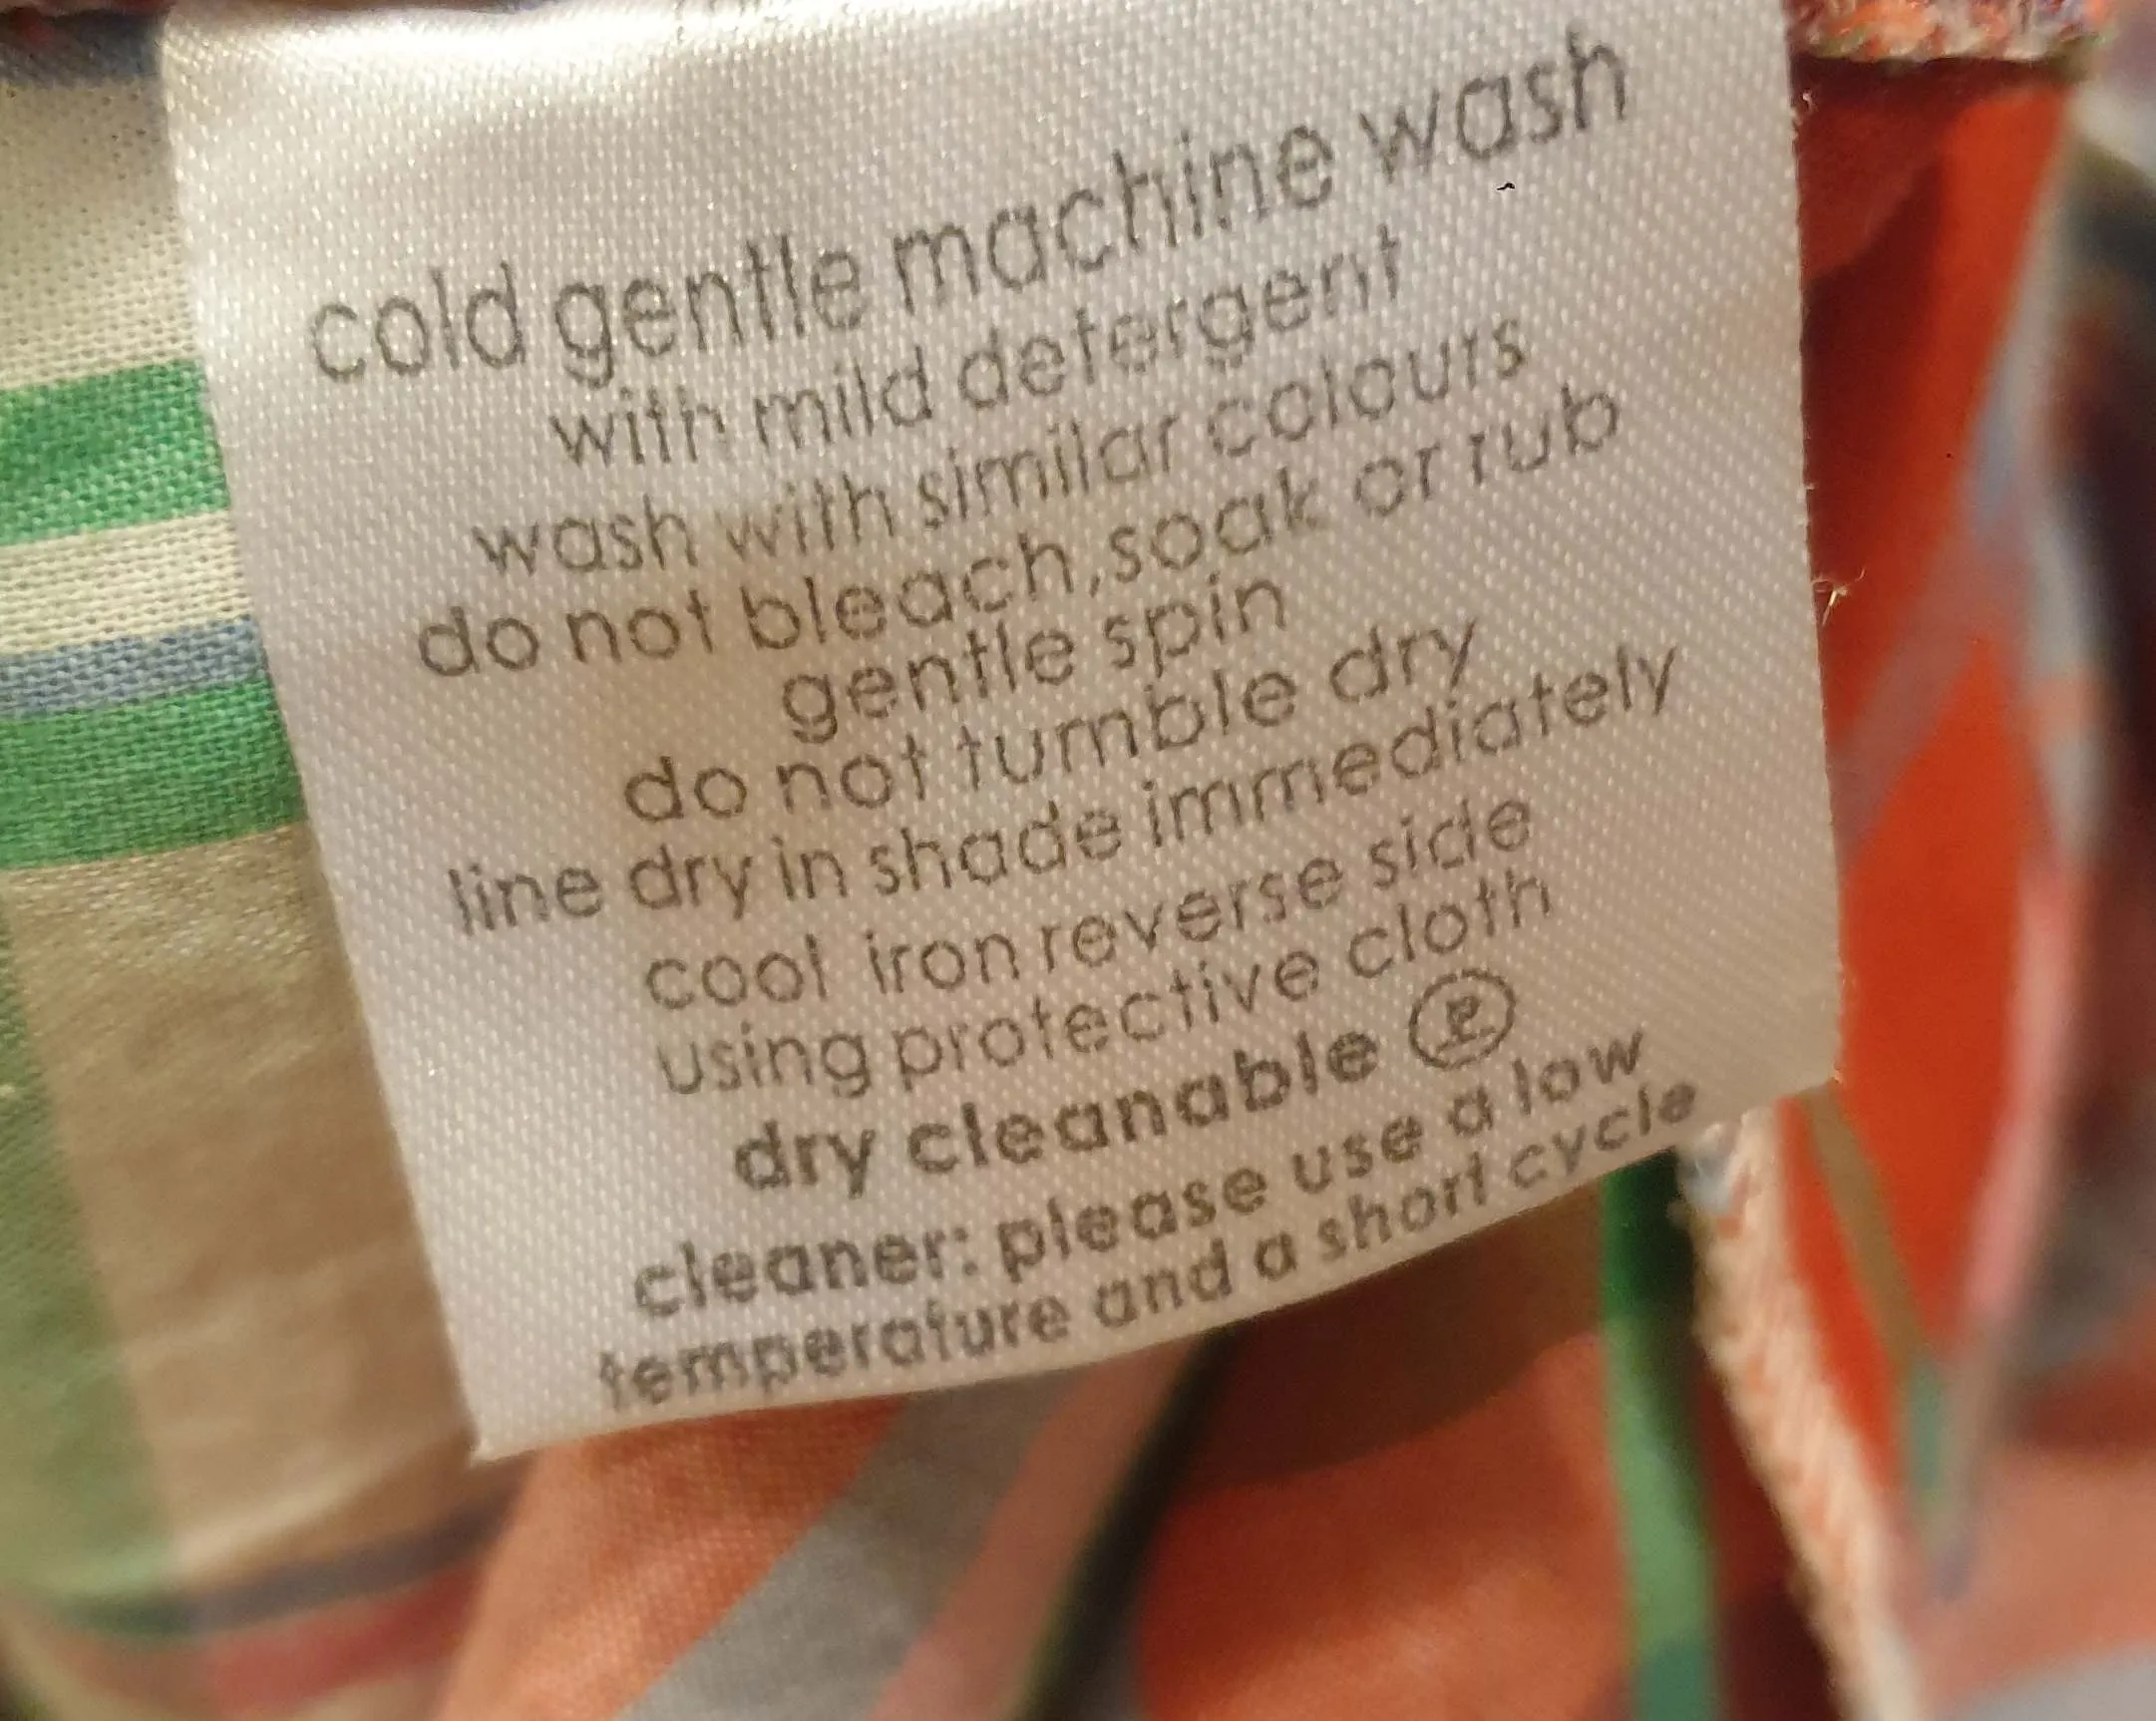 cold gentle machine wash
with mild detergent
wash with similar colours
do not bleach, soak or rub
gentle spin
do not tumble dry
line dry in shade immediately
cool iron reverse side
using protective cloth
dry cleanable Ⓟ
cleaner: please use a low
temperature and a short cycle